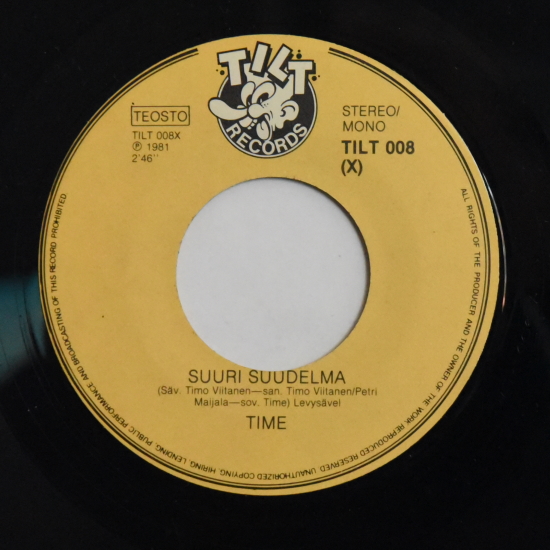 TILT
RECORDS
TEOSTO
TILT 008X
℗ 1981
2'46''
STEREO/
MONO
TILT 008
(X)
SUURI SUUDELMA
(Säv. Timo Viitanen—san. Timo Viitanen/Petri
Maijala—sov. Time) Levysävel
TIME
ALL RIGHTS OF THE PRODUCER AND THE OWNER OF THE WORK REPRODUCED RESERVED. UNAUTHORIZED COPYING, HIRING, LENDING, PUBLIC PERFORMANCE AND BROADCASTING OF THIS RECORD PROHIBITED